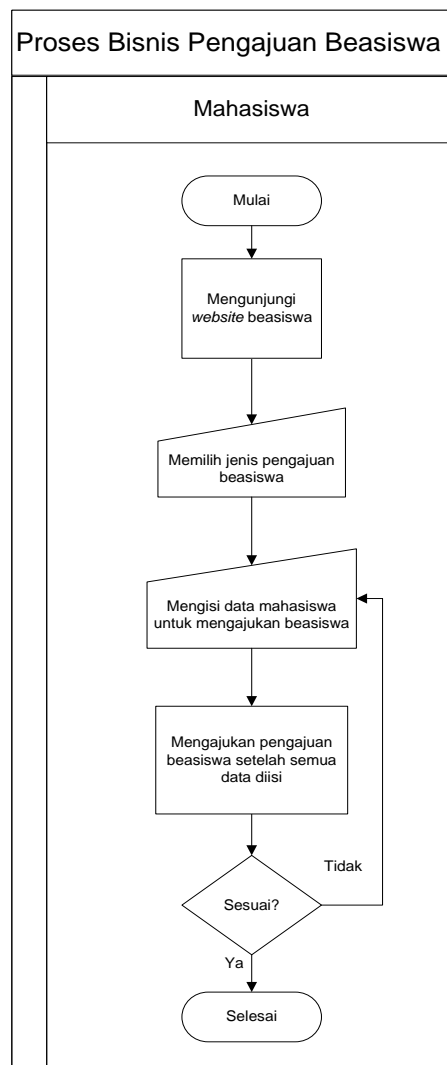 Proses Bisnis Pengajuan Beasiswa
Mahasiswa
Mulai
Mengunjungi
website beasiswa
Memilih jenis pengajuan
beasiswa
Mengisi data mahasiswa
untuk mengajukan beasiswa
Mengajukan pengajuan
beasiswa setelah semua
data diisi
Sesuai?
Tidak
Ya
Selesai